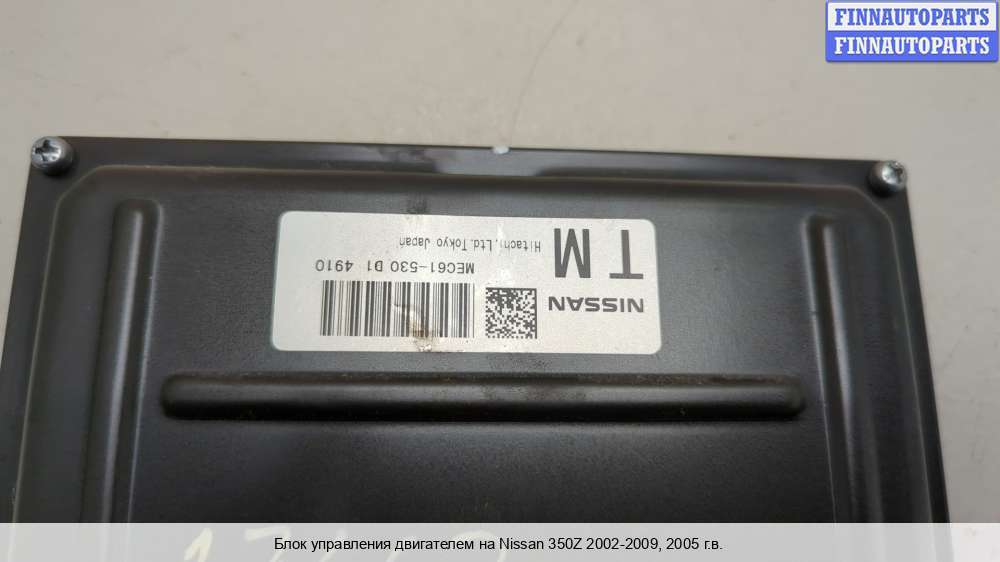 FINNAUTOPARTS
FINNAUTOPARTS
NISSAN
MEC61-530 D1 4910
Hitachi, Ltd. Tokyo Japan
TM
Блок управления двигателем на Nissan 350Z 2002-2009, 2005 г.в.